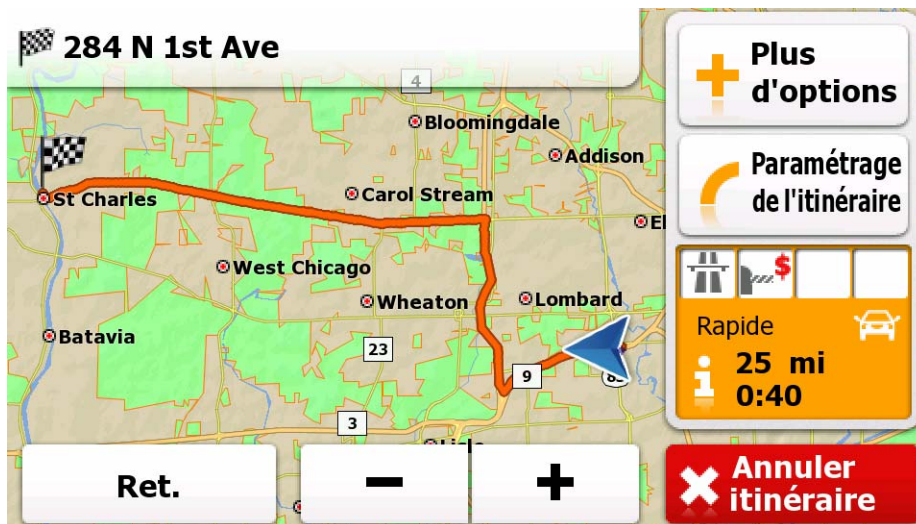 284 N 1st Ave
Plus
d'options
4
Bloomingdale
Addison
Paramétrage
de l'itinéraire
St Charles
Carol Stream
West Chicago
$
Wheaton
Lombard
Rapide
Batavia
23
9
25 mi
0:40
3
Ret.
−
+
Annuler
itinéraire